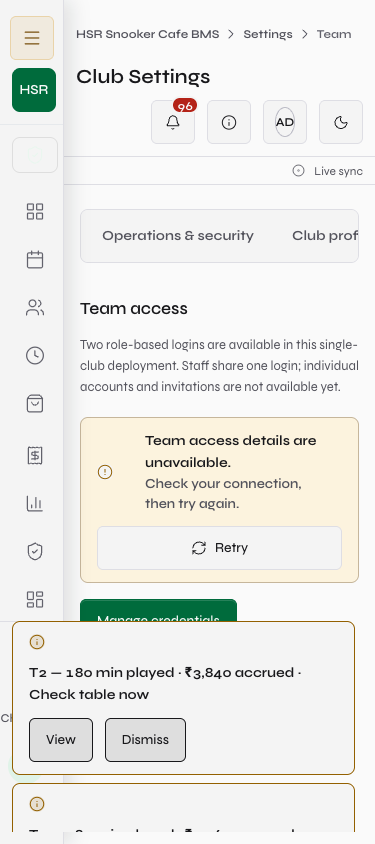 HSR Snooker Cafe BMS > Settings > Team
HSR
Club Settings
96
AD
Live sync
Operations & security
Club prof
Team access
Two role-based logins are available in this single-
club deployment. Staff share one login; individual
accounts and invitations are not available yet.
Team access details are
unavailable.
Check your connection,
then try again.
Retry
Manage credentials
T2 — 180 min played · ₹3,840 accrued ·
Check table now
View
Dismiss